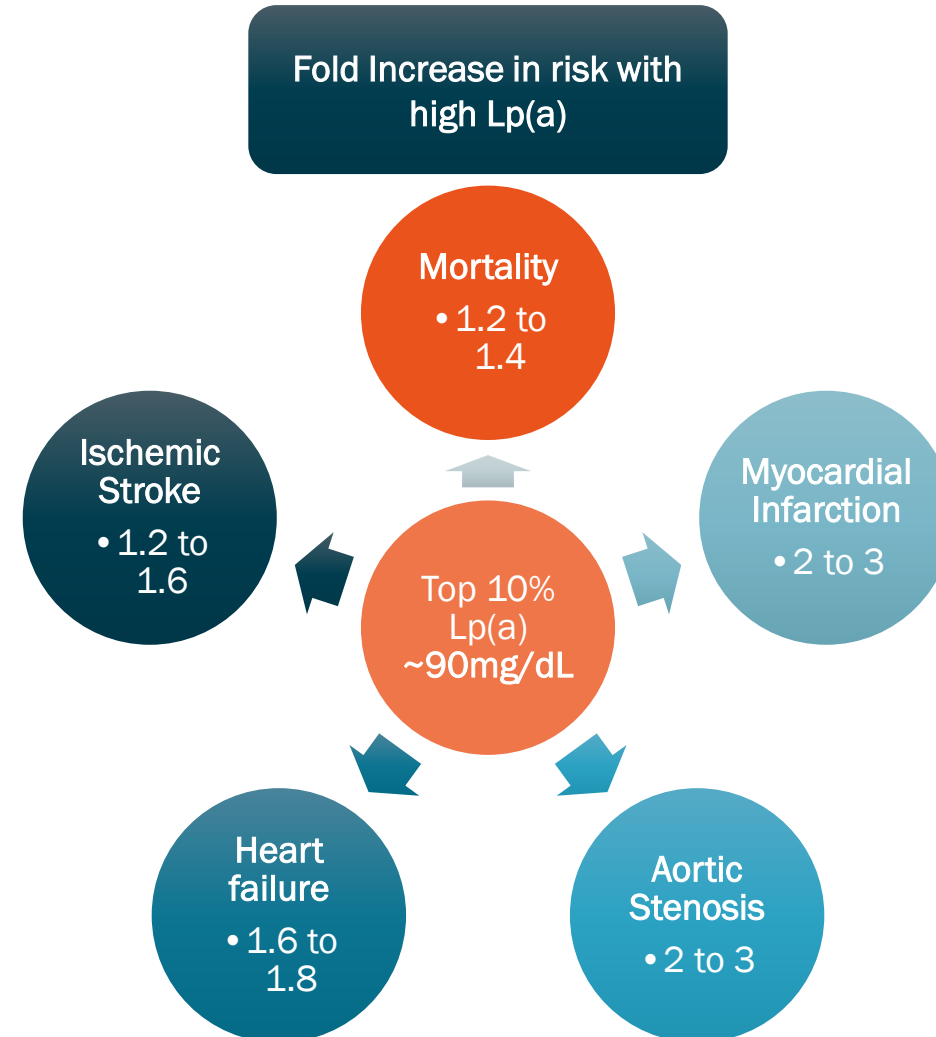 Fold Increase in risk with
high Lp(a)
Mortality
• 1.2 to
1.4
Ischemic
Stroke
• 1.2 to
1.6
Myocardial
Infarction
• 2 to 3
Top 10%
Lp(a)
~90mg/dL
Heart
failure
• 1.6 to
1.8
Aortic
Stenosis
• 2 to 3